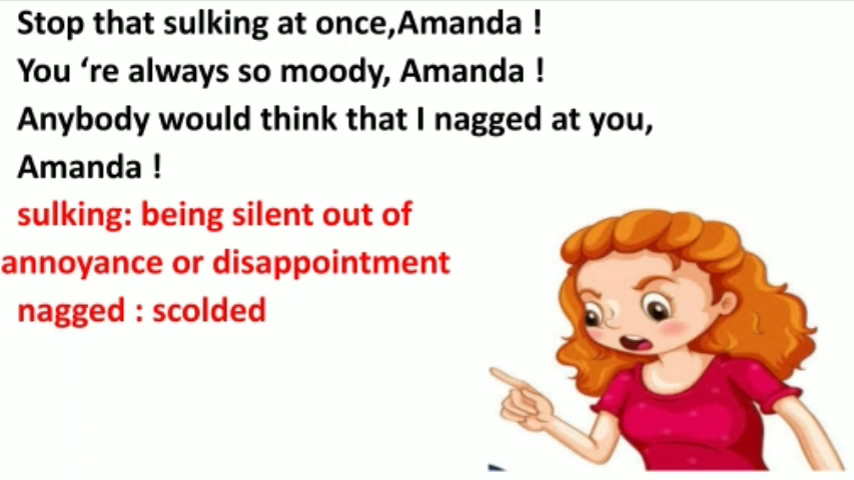 Stop that sulking at once,Amanda !
You ‘re always so moody, Amanda !
Anybody would think that I nagged at you,
Amanda !
sulking: being silent out of
annoyance or disappointment
nagged : scolded